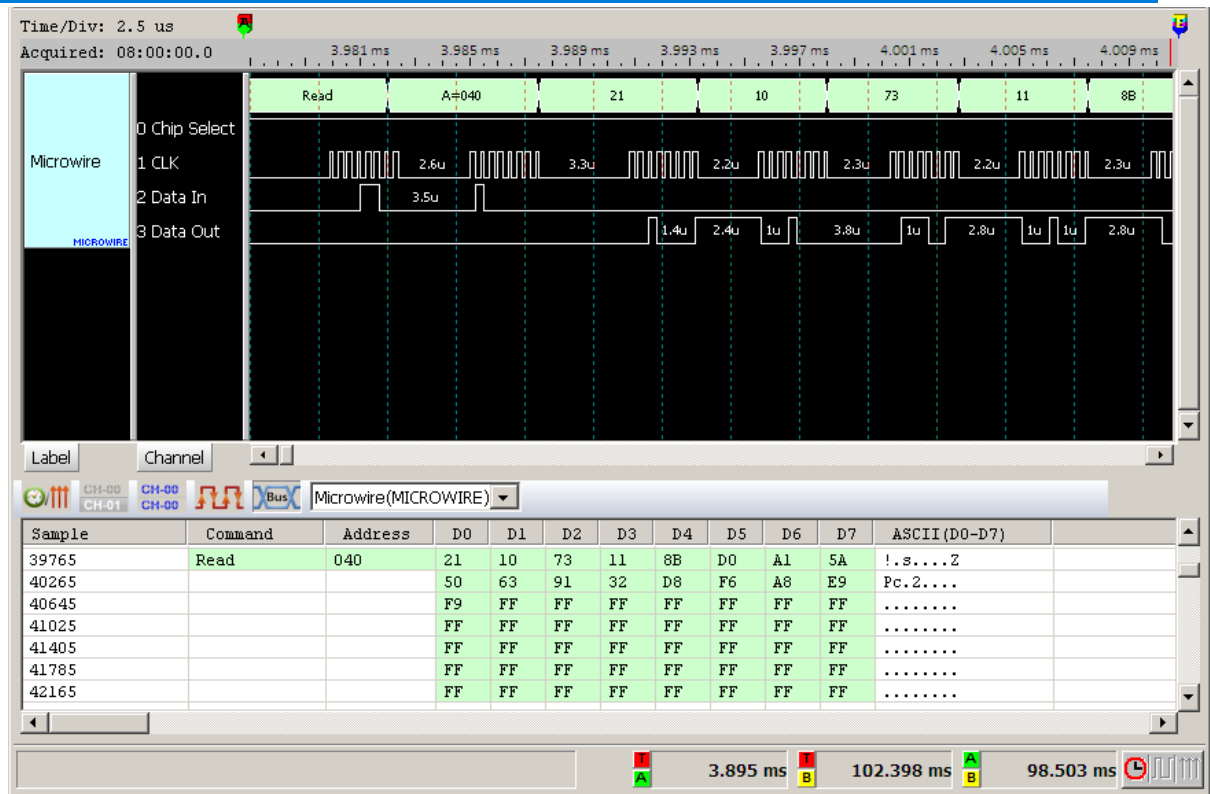 Time/Div: 2.5 us
A
Acquired: 08:00:00.0 3.981 ms 3.985 ms 3.989 ms 3.993 ms 3.997 ms 4.001 ms 4.005 ms 4.009 ms
Read A=040 21 10 73 11 8B
0 Chip Select
Microwire 1 CLK 2.6u 3.3u 2.2u 2.3u 2.2u 2.3u
2 Data In 3.5u
MICROWIRE 3 Data Out 1.4u 2.4u 1u 3.8u 1u 2.8u 1u 1u 2.8u
Label Channel
CH-00 CH-01 CH-00 CH-00 Bus Microwire(MICROWIRE)
Sample Command Address D0 D1 D2 D3 D4 D5 D6 D7 ASCII(D0-D7)
39765 Read 040 21 10 73 11 8B D0 A1 5A !.s....Z
40265 50 63 91 32 D8 F6 A8 E9 Pc.2....
40645 F9 FF FF FF FF FF FF FF ........
41025 FF FF FF FF FF FF FF FF ........
41405 FF FF FF FF FF FF FF FF ........
41785 FF FF FF FF FF FF FF FF ........
42165 FF FF FF FF FF FF FF FF ........
T A 3.895 ms T B 102.398 ms A B 98.503 ms